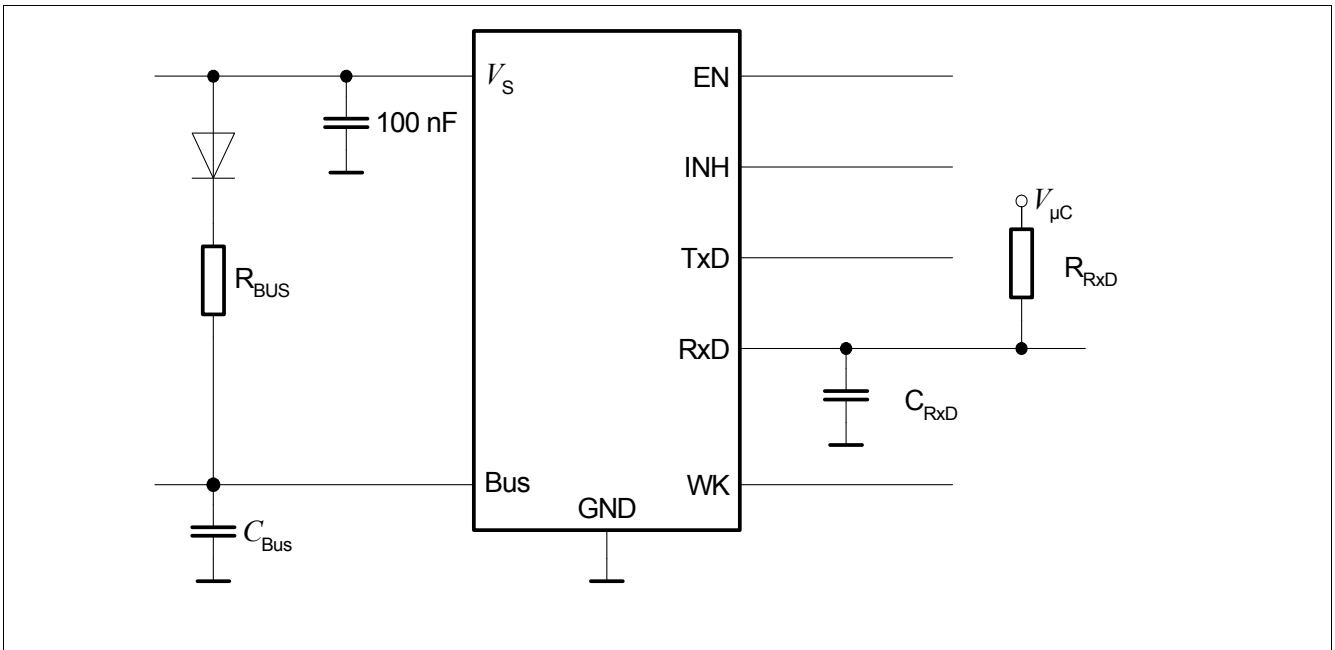 V_S
EN
100 nF
INH
V_µC
TxD
R_RxD
R_BUS
RxD
C_RxD
Bus
WK
GND
C_Bus